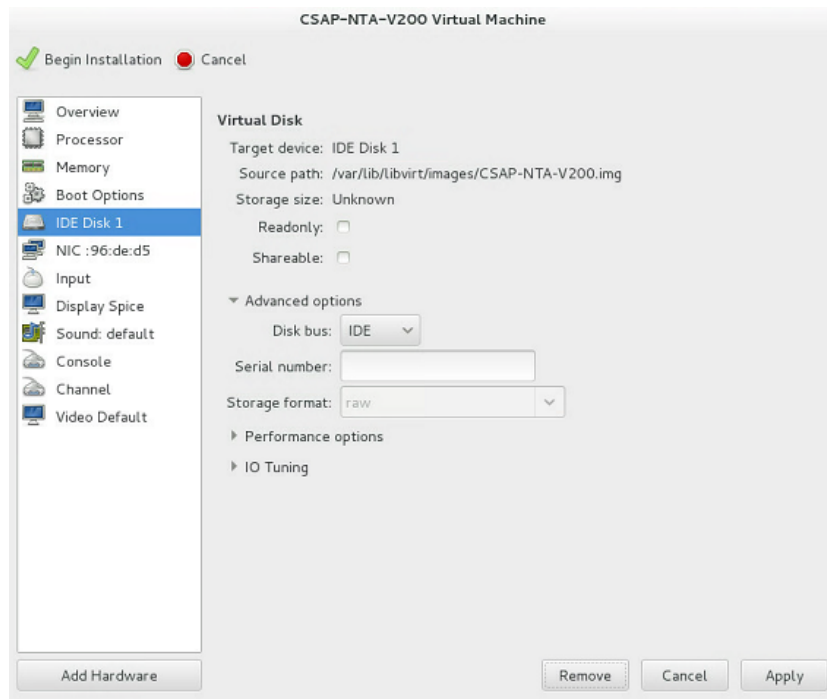 CSAP-NTA-V200 Virtual Machine
Begin Installation Cancel
Overview
Processor
Memory
Boot Options
IDE Disk 1
NIC :96:de:d5
Input
Display Spice
Sound: default
Console
Channel
Video Default
Add Hardware
Virtual Disk
Target device: IDE Disk 1
Source path: /var/lib/libvirt/images/CSAP-NTA-V200.img
Storage size: Unknown
Readonly:
Shareable:
Advanced options
Disk bus: IDE
Serial number:
Storage format: raw
Performance options
IO Tuning
Remove Cancel Apply